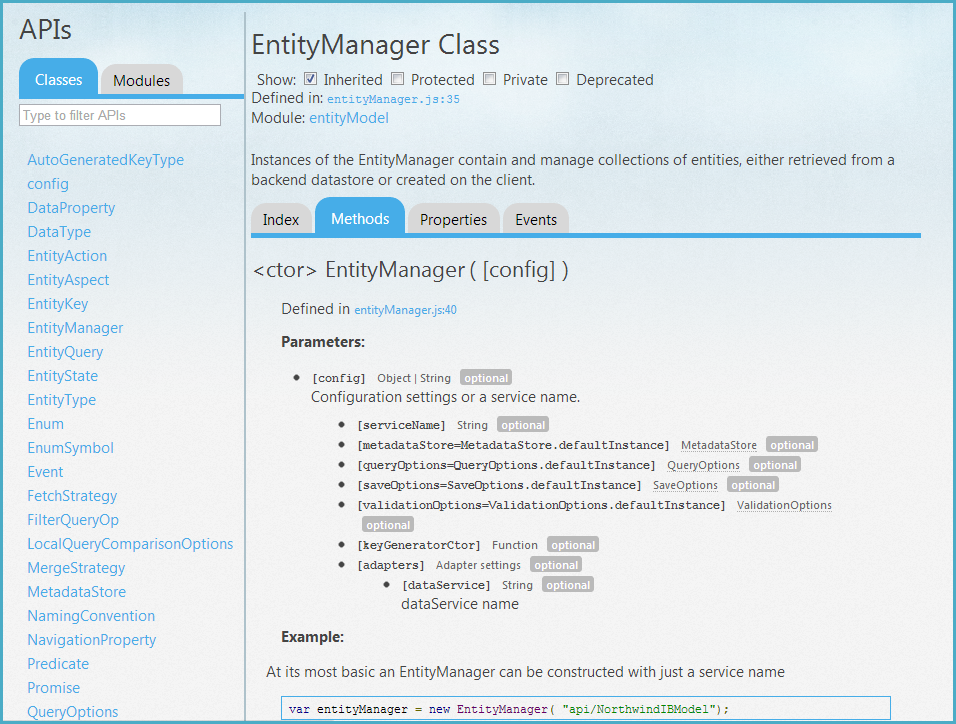 APIs
Classes
Modules
Type to filter APIs
AutoGeneratedKeyType
config
DataProperty
DataType
EntityAction
EntityAspect
EntityKey
EntityManager
EntityQuery
EntityState
EntityType
Enum
EnumSymbol
Event
FetchStrategy
FilterQueryOp
LocalQueryComparisonOptions
MergeStrategy
MetadataStore
NamingConvention
NavigationProperty
Predicate
Promise
QueryOptions
EntityManager Class
Show: Inherited Protected Private Deprecated
Defined in: entityManager.js:35
Module: entityModel
Instances of the EntityManager contain and manage collections of entities, either retrieved from a
backend datastore or created on the client.
Index Methods Properties Events
<ctor> EntityManager ( [config] )
Defined in entityManager.js:40
Parameters:
[config] Object | String optional
Configuration settings or a service name.
[serviceName] String optional
[metadataStore=MetadataStore.defaultInstance] MetadataStore optional
[queryOptions=QueryOptions.defaultInstance] QueryOptions optional
[saveOptions=SaveOptions.defaultInstance] SaveOptions optional
[validationOptions=ValidationOptions.defaultInstance] ValidationOptions
optional
[keyGeneratorCtor] Function optional
[adapters] Adapter settings optional
[dataService] String optional
dataService name
Example:
At its most basic an EntityManager can be constructed with just a service name
var entityManager = new EntityManager( "api/NorthwindIBModel");